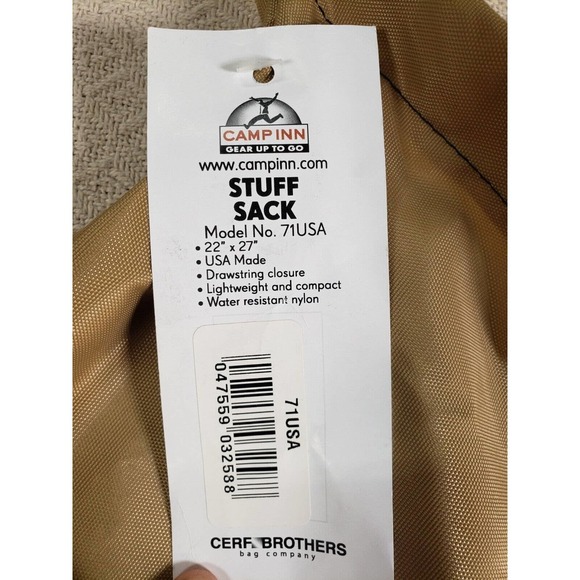 CAMP INN
GEAR UP TO GO
www.campinn.com
STUFF
SACK
Model No. 71USA
• 22" x 27"
• USA Made
• Drawstring closure
• Lightweight and compact
• Water resistant nylon
71USA
047559 032588
CERF BROTHERS
bag company